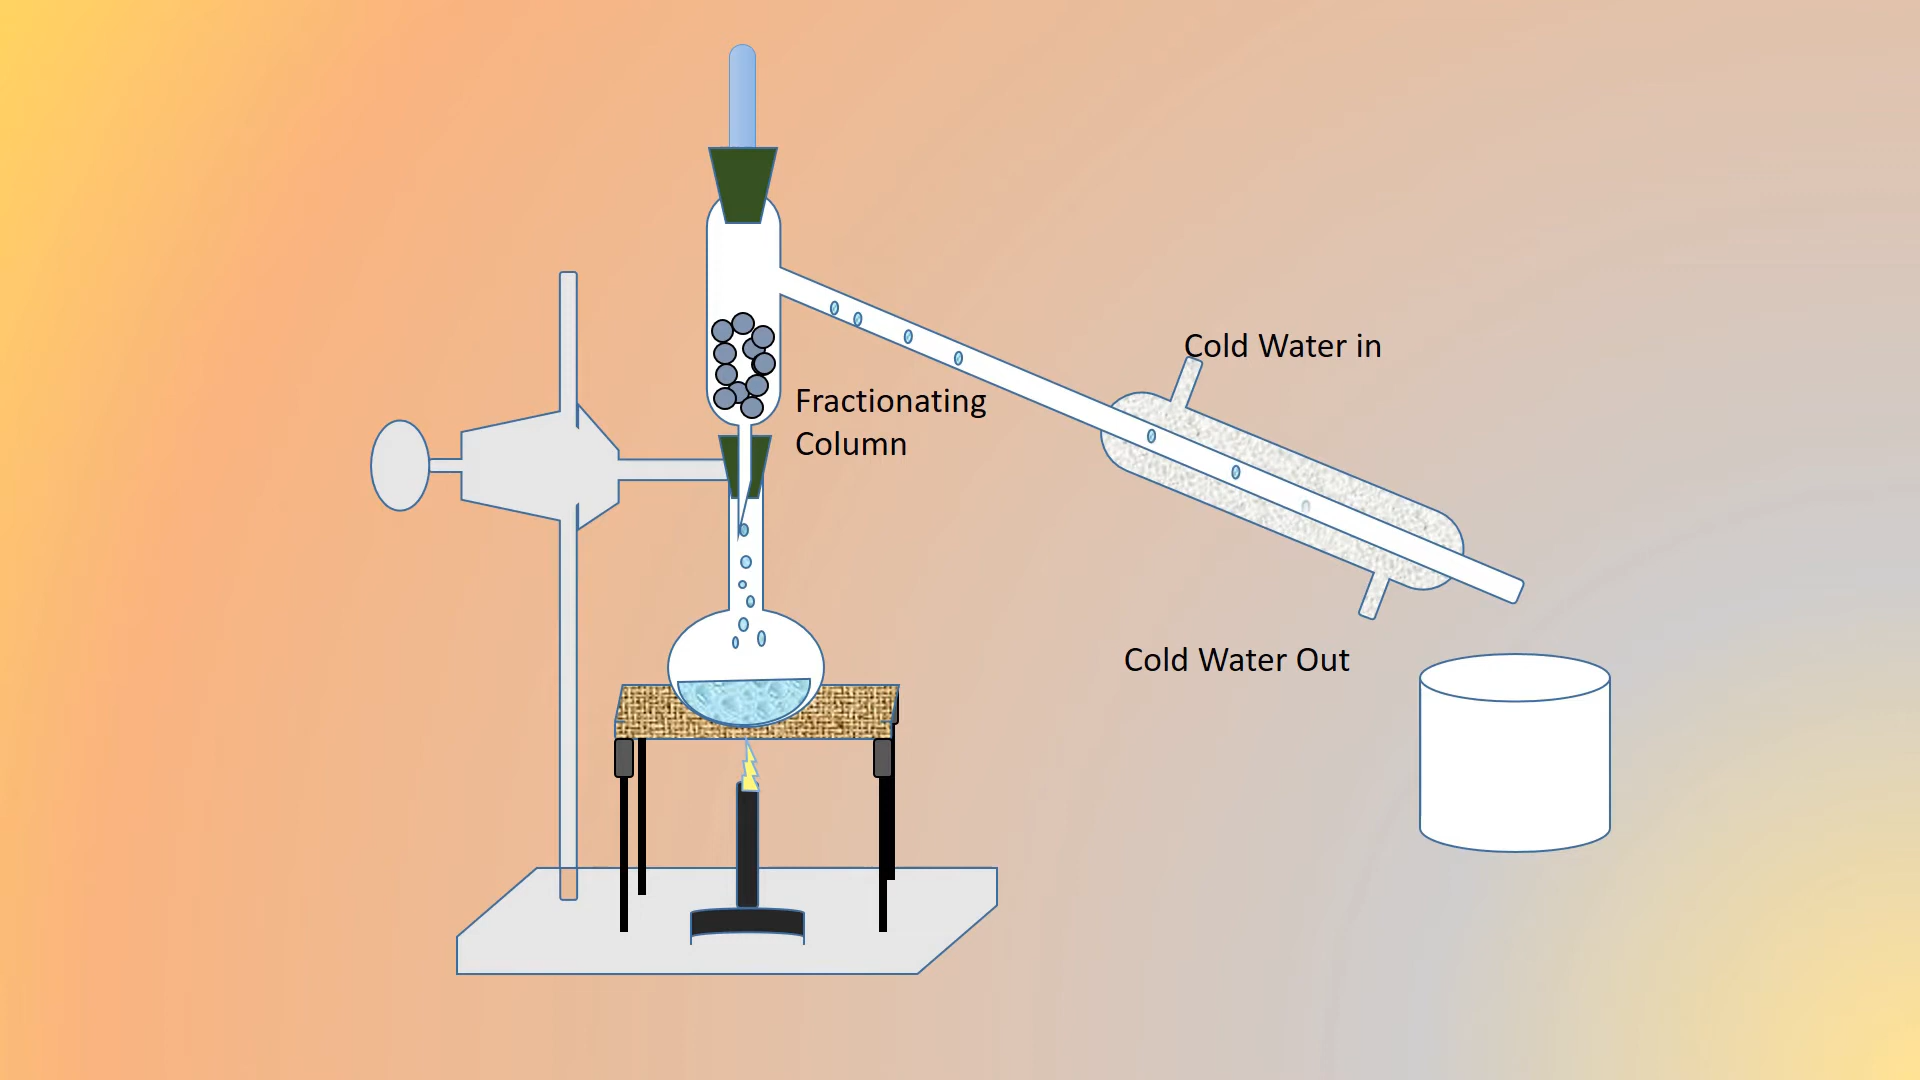 Cold Water in
Fractionating
Column
Cold Water Out